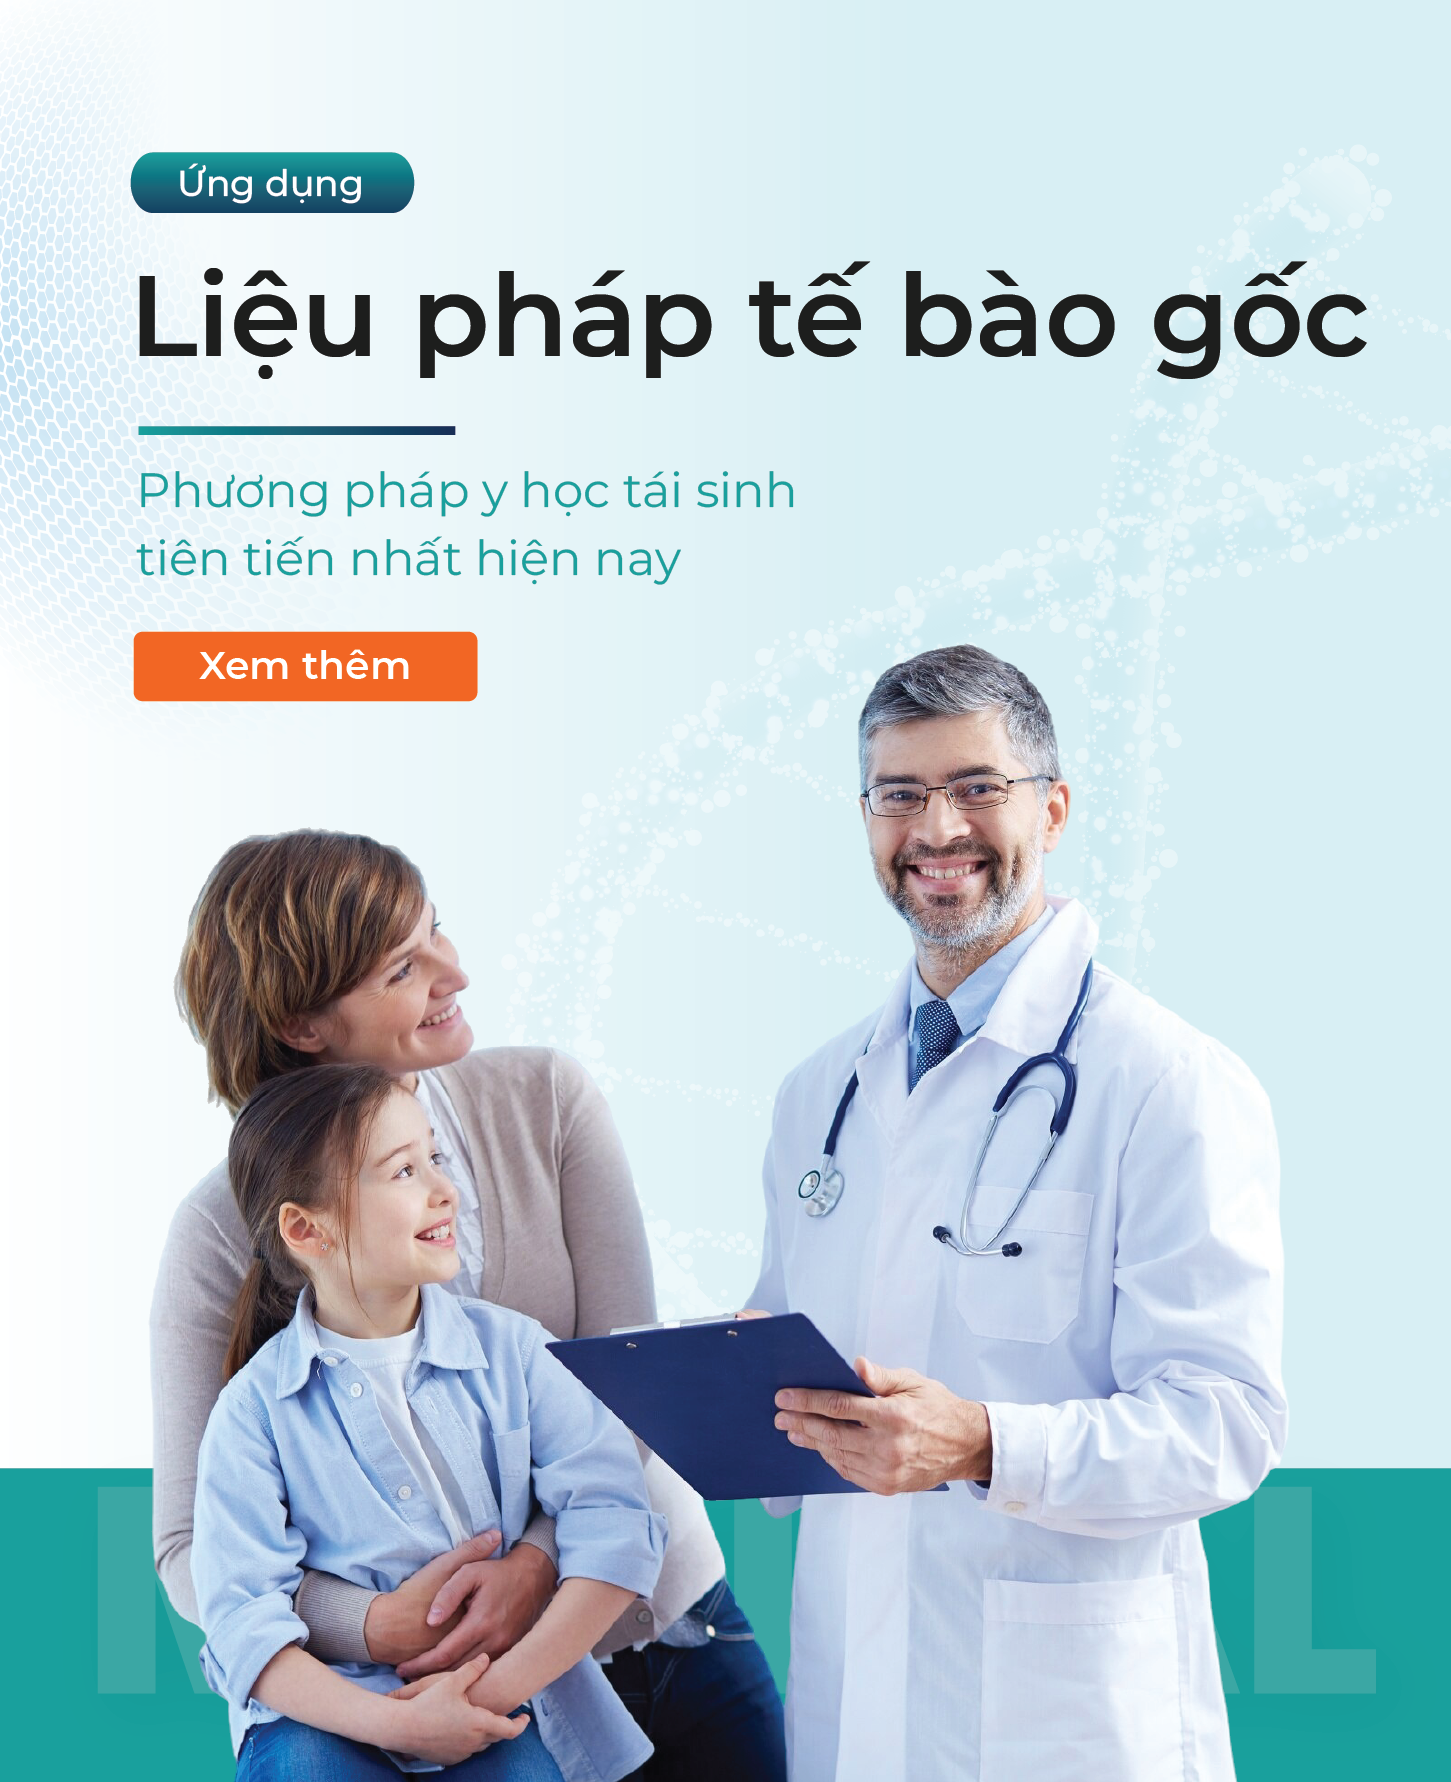 Ứng dụng
Liệu pháp tế bào gốc
Phương pháp y học tái sinh
tiên tiến nhất hiện nay
Xem thêm